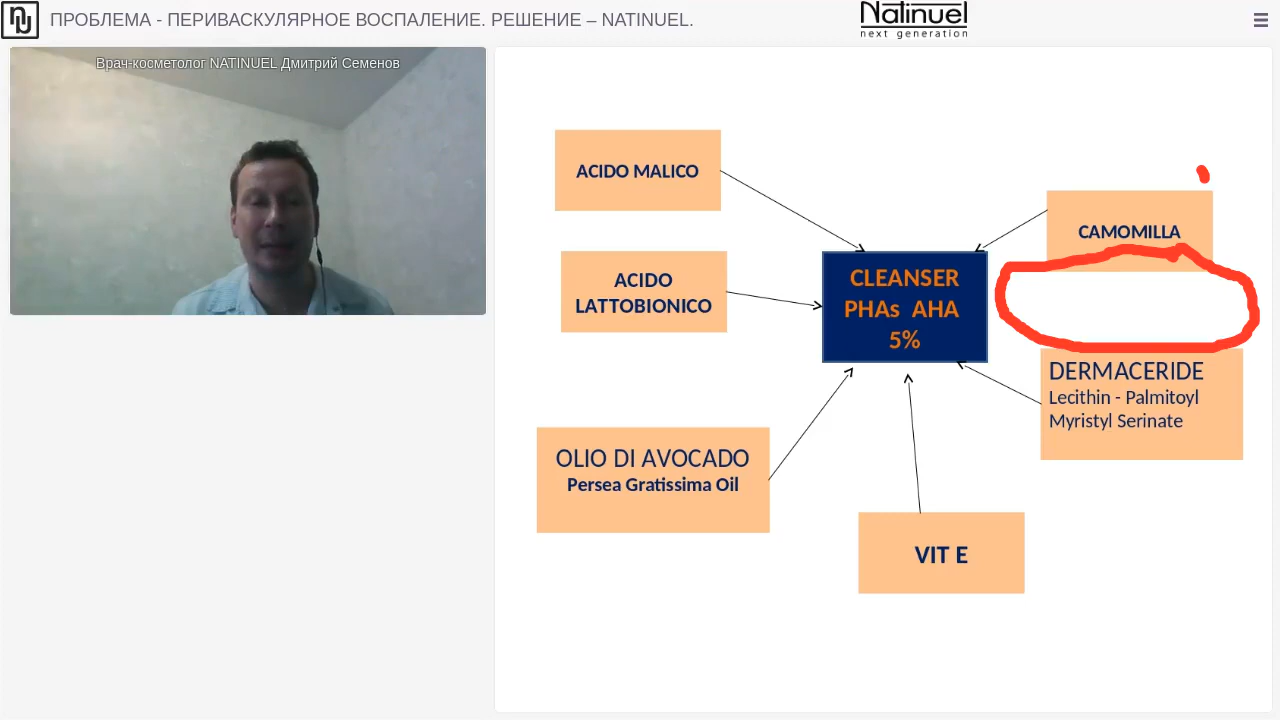 ПРОБЛЕМА - ПЕРИВАСКУЛЯРНОЕ ВОСПАЛЕНИЕ. РЕШЕНИЕ – NATINUEL.
Natinuel
next generation
Врач-косметолог NATINUEL Дмитрий Семенов
ACIDO MALICO
CAMOMILLA
ACIDO
LATTOBIONICO
CLEANSER
PHAs AHA
5%
DERMACERIDE
Lecithin - Palmitoyl
Myristyl Serinate
OLIO DI AVOCADO
Persea Gratissima Oil
VIT E